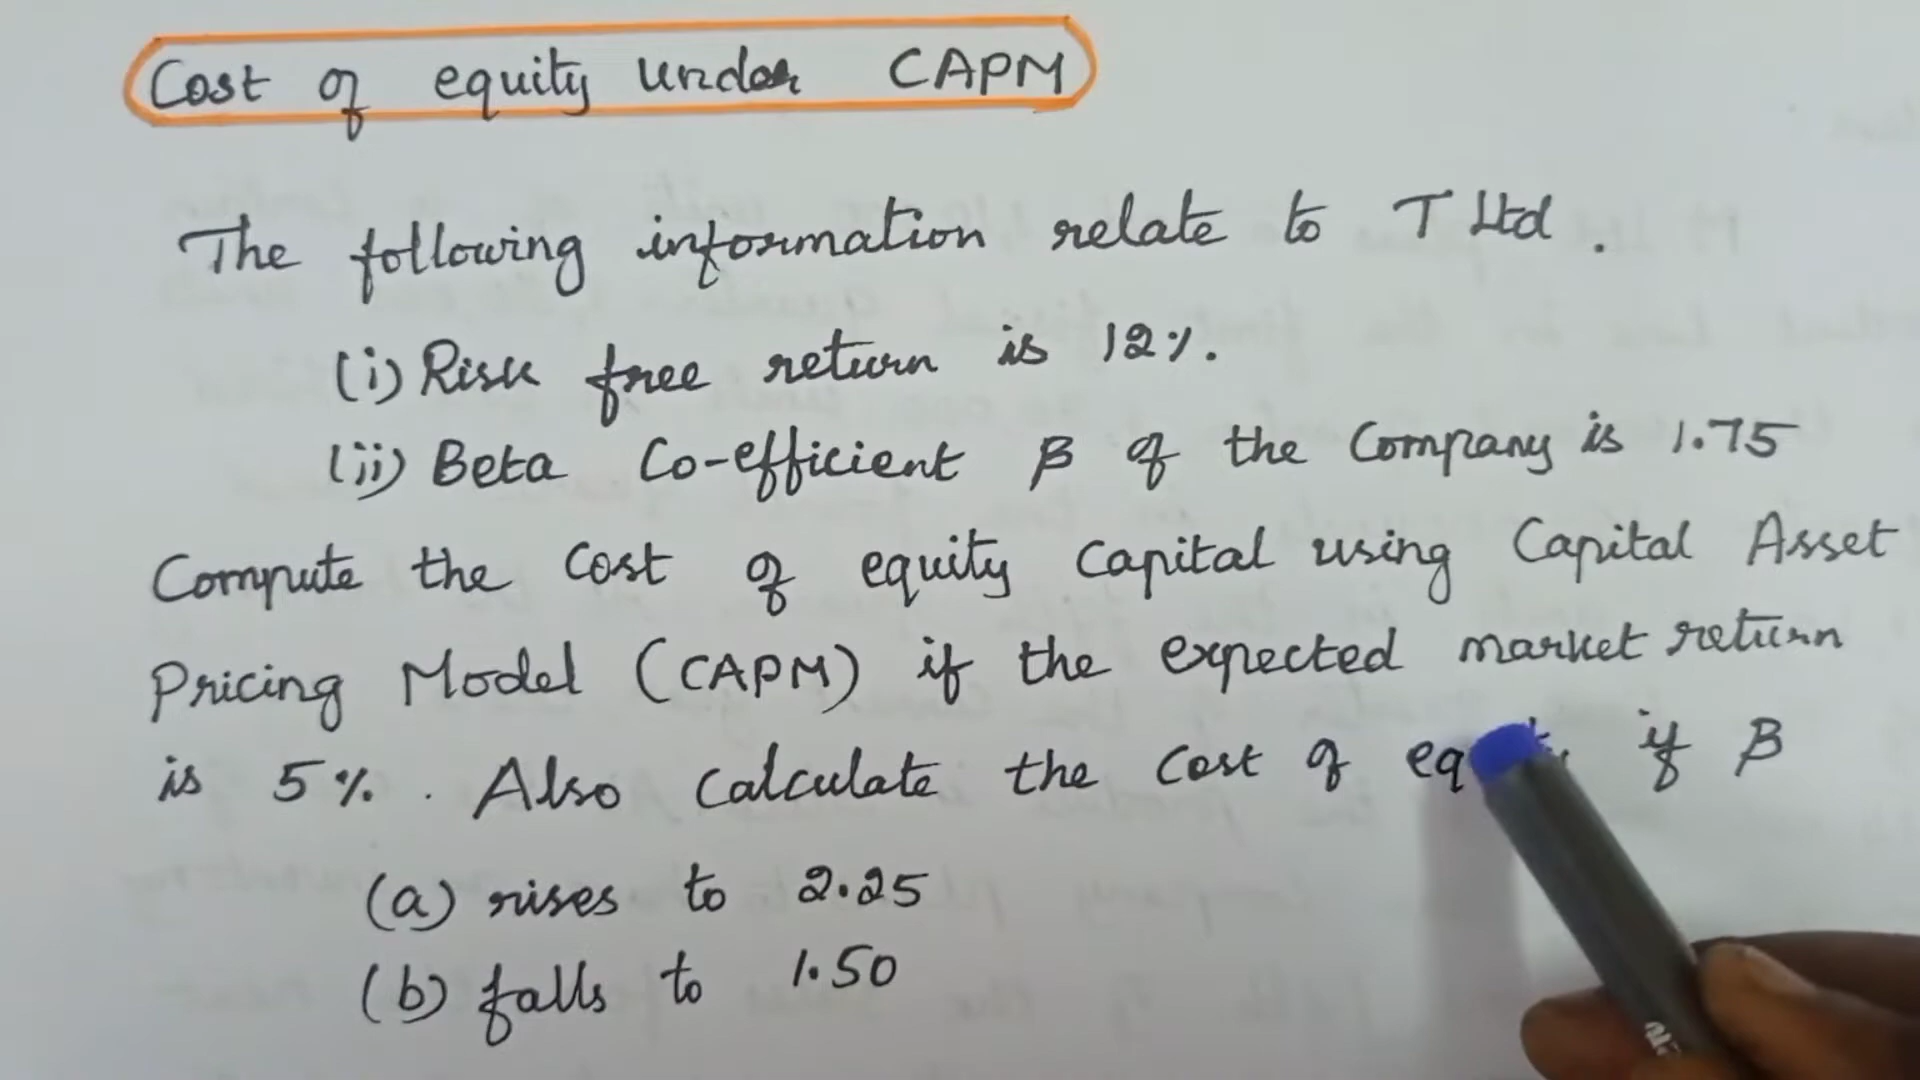 Cost of equity under CAPM
The following information relate to T Ltd.
(i) Risk free return is 12%.
(ii) Beta Co-efficient β of the Company is 1.75
Compute the Cost of equity Capital using Capital Asset
Pricing Model (CAPM) if the expected market return
is 5%. Also calculate the Cost of if β
(a) rises to 2.25
(b) falls to 1.50